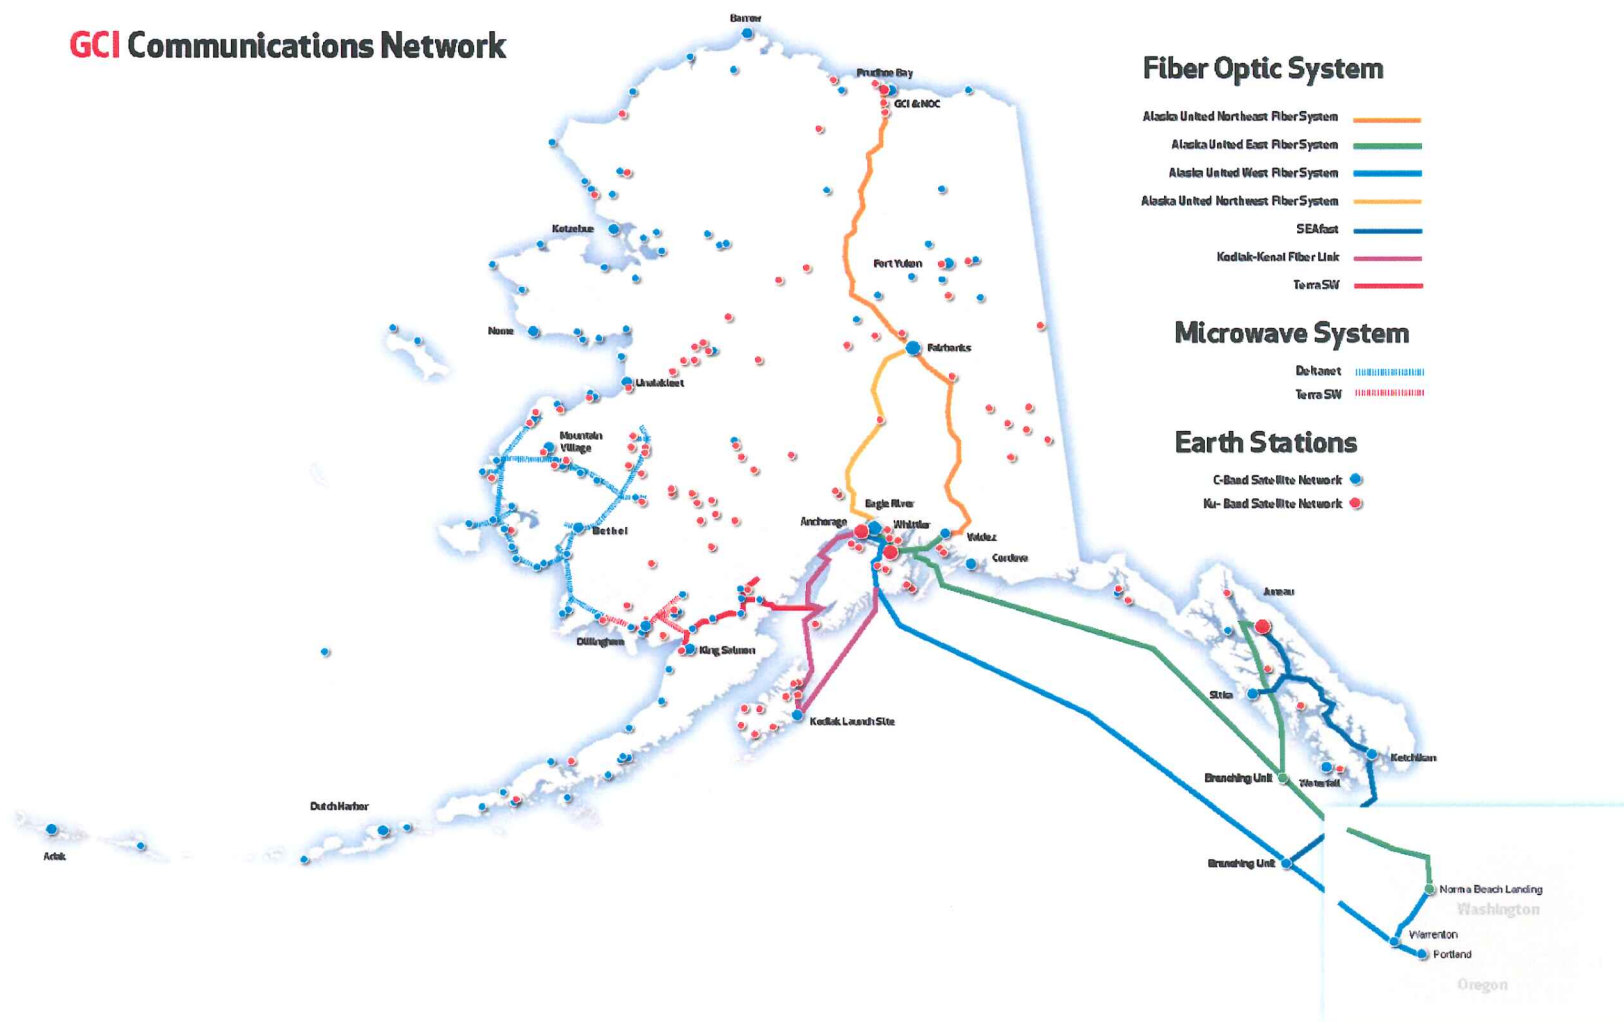 GCI Communications Network
Barrow
Prudhoe Bay
GCI & NOC
Kotzebue
Fort Yukon
Nome
Fairbanks
Unalakleet
Mountain
Village
Bethel
Eagle River
Anchorage
Whittier
Valdez
Cordova
Dillingham
King Salmon
Kodiak Launch Site
Dutch Harbor
Adak
Juneau
Sitka
Ketchikan
Branching Unit
Waterfall
Branching Unit
Norma Beach Landing
Washington
Warrenton
Portland
Oregon
Fiber Optic System
Alaska United Northeast Fiber System
Alaska United East Fiber System
Alaska United West Fiber System
Alaska United Northwest Fiber System
SEAfast
Kodiak-Kenai Fiber Link
Terra SW
Microwave System
Deltanet
Terra SW
Earth Stations
C-Band Satellite Network
Ku- Band Satellite Network